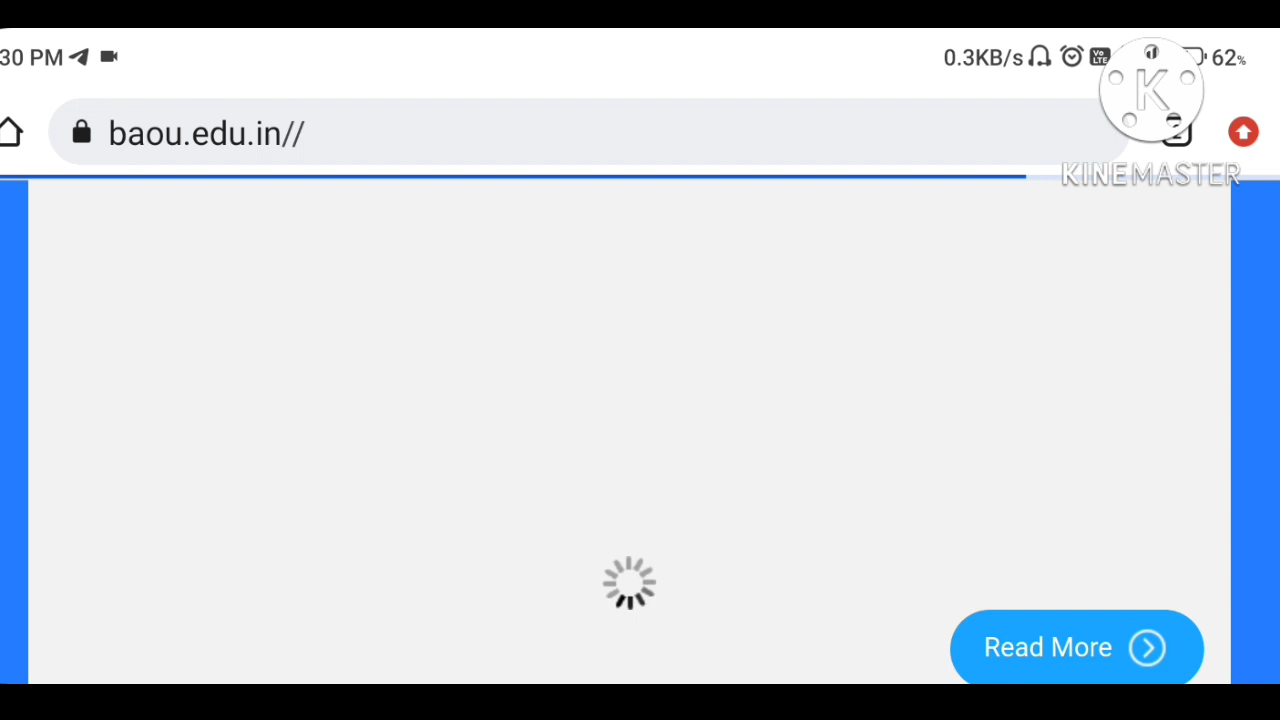 30 PM
0.3KB/s
62%
baou.edu.in//
K
KINEMASTER
Read More